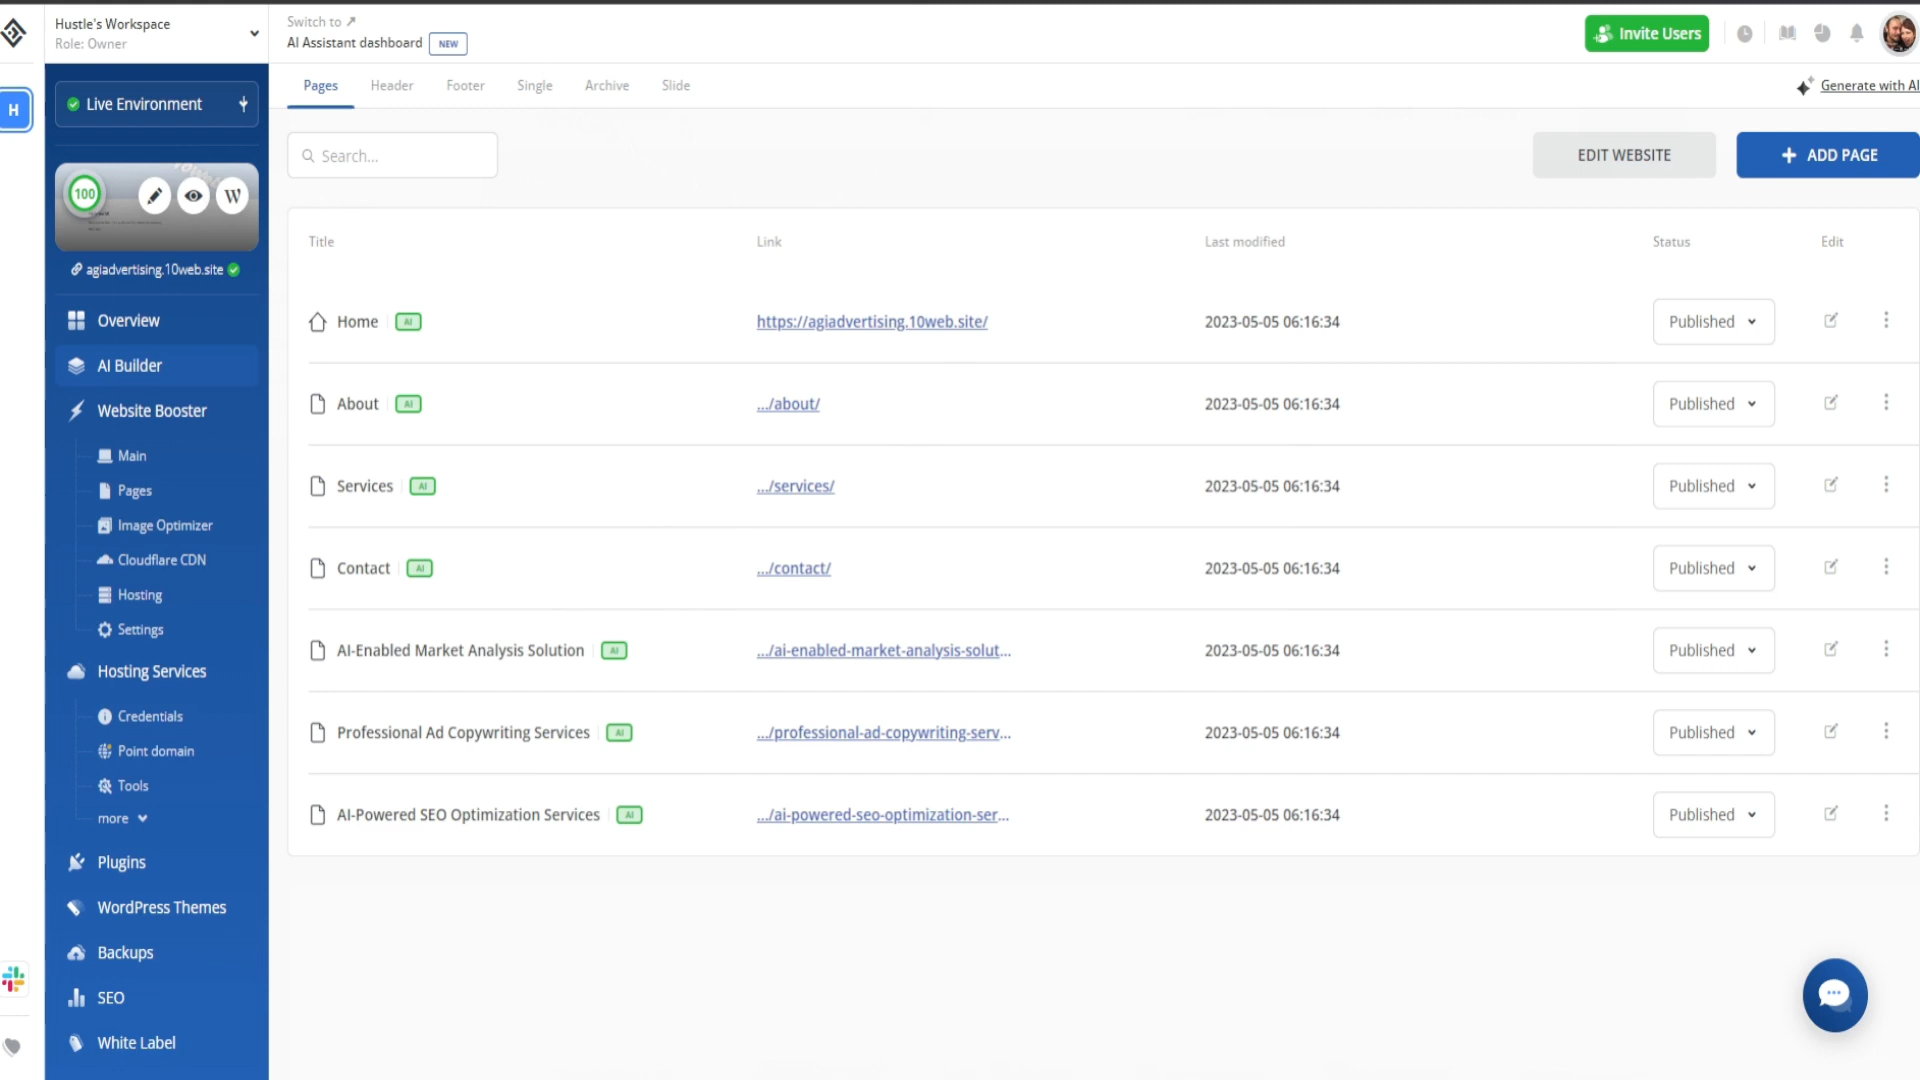 Hustle's Workspace
Role: Owner
Switch to
AI Assistant dashboard NEW
Invite Users
H
Live Environment
100
W
agiadvertising.10web.site
Overview
AI Builder
Website Booster
Main
Pages
Image Optimizer
Cloudflare CDN
Hosting
Settings
Hosting Services
Credentials
Point domain
Tools
more
Plugins
WordPress Themes
Backups
SEO
White Label
Pages Header Footer Single Archive Slide
Generate with AI
Search...
EDIT WEBSITE
+ ADD PAGE
Title Link Last modified Status Edit
Home AI https://agiadvertising.10web.site/ 2023-05-05 06:16:34 Published
About AI .../about/ 2023-05-05 06:16:34 Published
Services AI .../services/ 2023-05-05 06:16:34 Published
Contact AI .../contact/ 2023-05-05 06:16:34 Published
AI-Enabled Market Analysis Solution AI .../ai-enabled-market-analysis-solut... 2023-05-05 06:16:34 Published
Professional Ad Copywriting Services AI .../professional-ad-copywriting-serv... 2023-05-05 06:16:34 Published
AI-Powered SEO Optimization Services AI .../ai-powered-seo-optimization-ser... 2023-05-05 06:16:34 Published